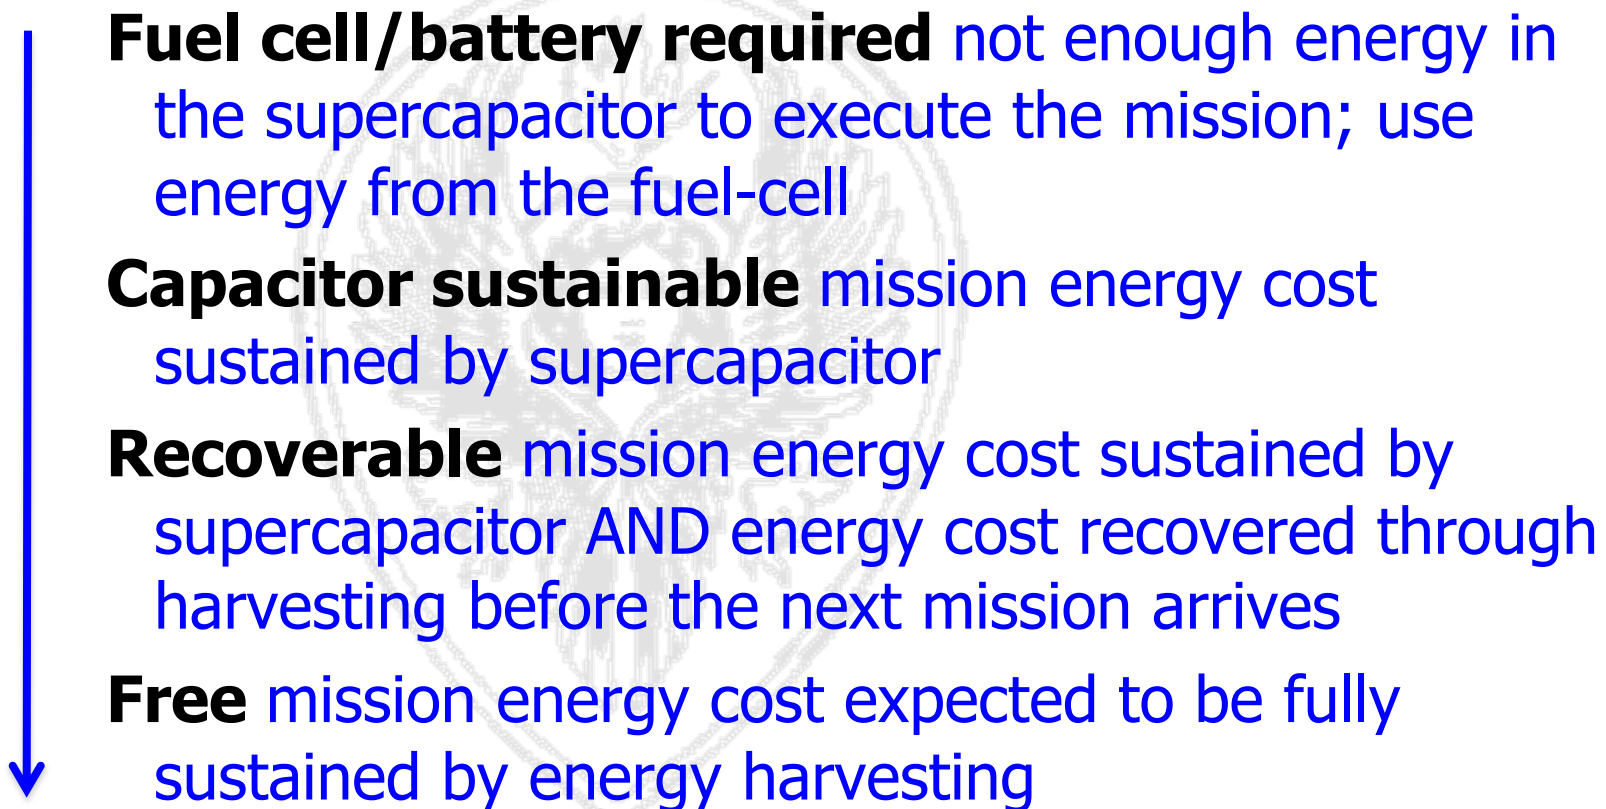 Fuel cell/battery required not enough energy in
the supercapacitor to execute the mission; use
energy from the fuel-cell
Capacitor sustainable mission energy cost
sustained by supercapacitor
Recoverable mission energy cost sustained by
supercapacitor AND energy cost recovered through
harvesting before the next mission arrives
Free mission energy cost expected to be fully
sustained by energy harvesting